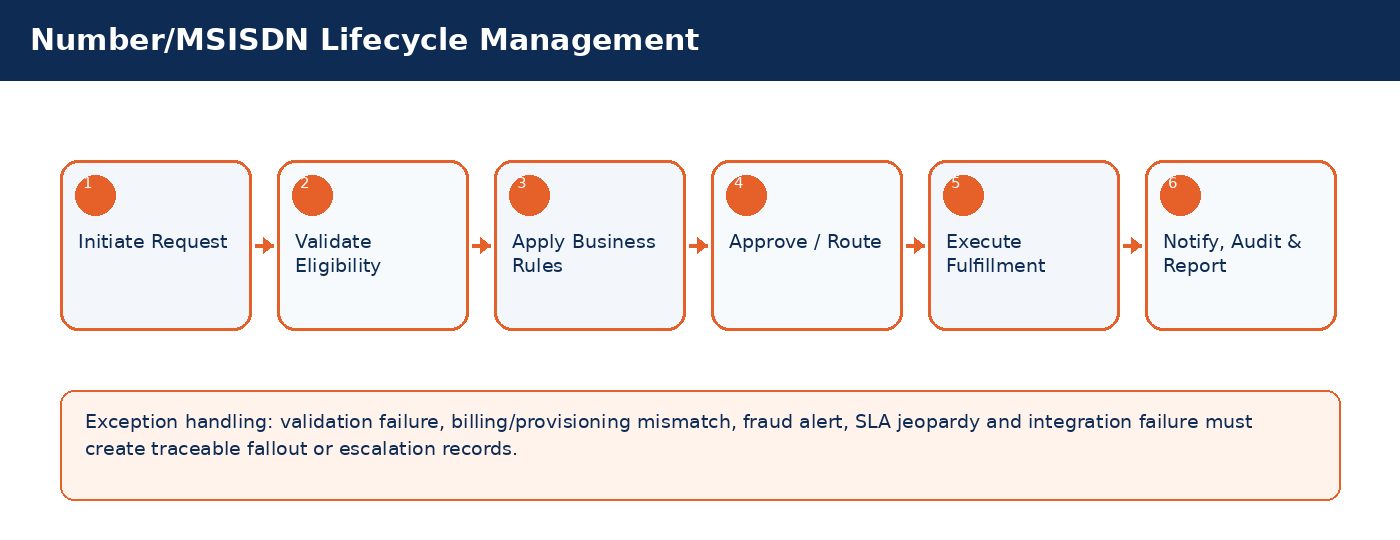 Number/MSISDN Lifecycle Management
1
Initiate Request
2
Validate
Eligibility
3
Apply Business
Rules
4
Approve / Route
5
Execute
Fulfillment
6
Notify, Audit &
Report
Exception handling: validation failure, billing/provisioning mismatch, fraud alert, SLA jeopardy and integration failure must
create traceable fallout or escalation records.